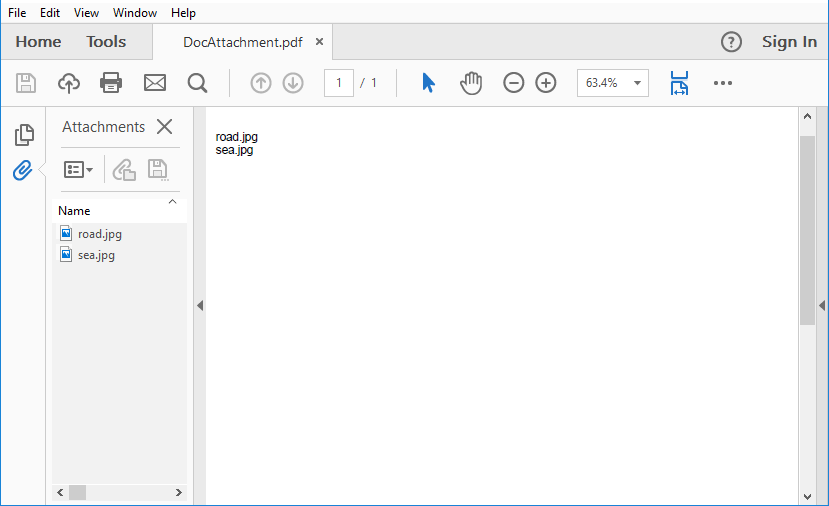 File Edit View Window Help
Home Tools DocAttachment.pdf × ? Sign In
1 / 1 63.4%
Attachments
Name
road.jpg
sea.jpg
road.jpg
sea.jpg